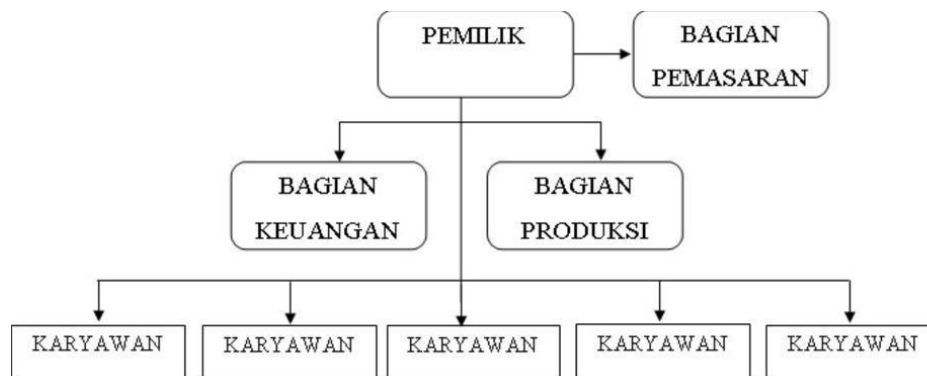 PEMILIK
BAGIAN
PEMASARAN
BAGIAN
KEUANGAN
BAGIAN
PRODUKSI
KARYAWAN
KARYAWAN
KARYAWAN
KARYAWAN
KARYAWAN